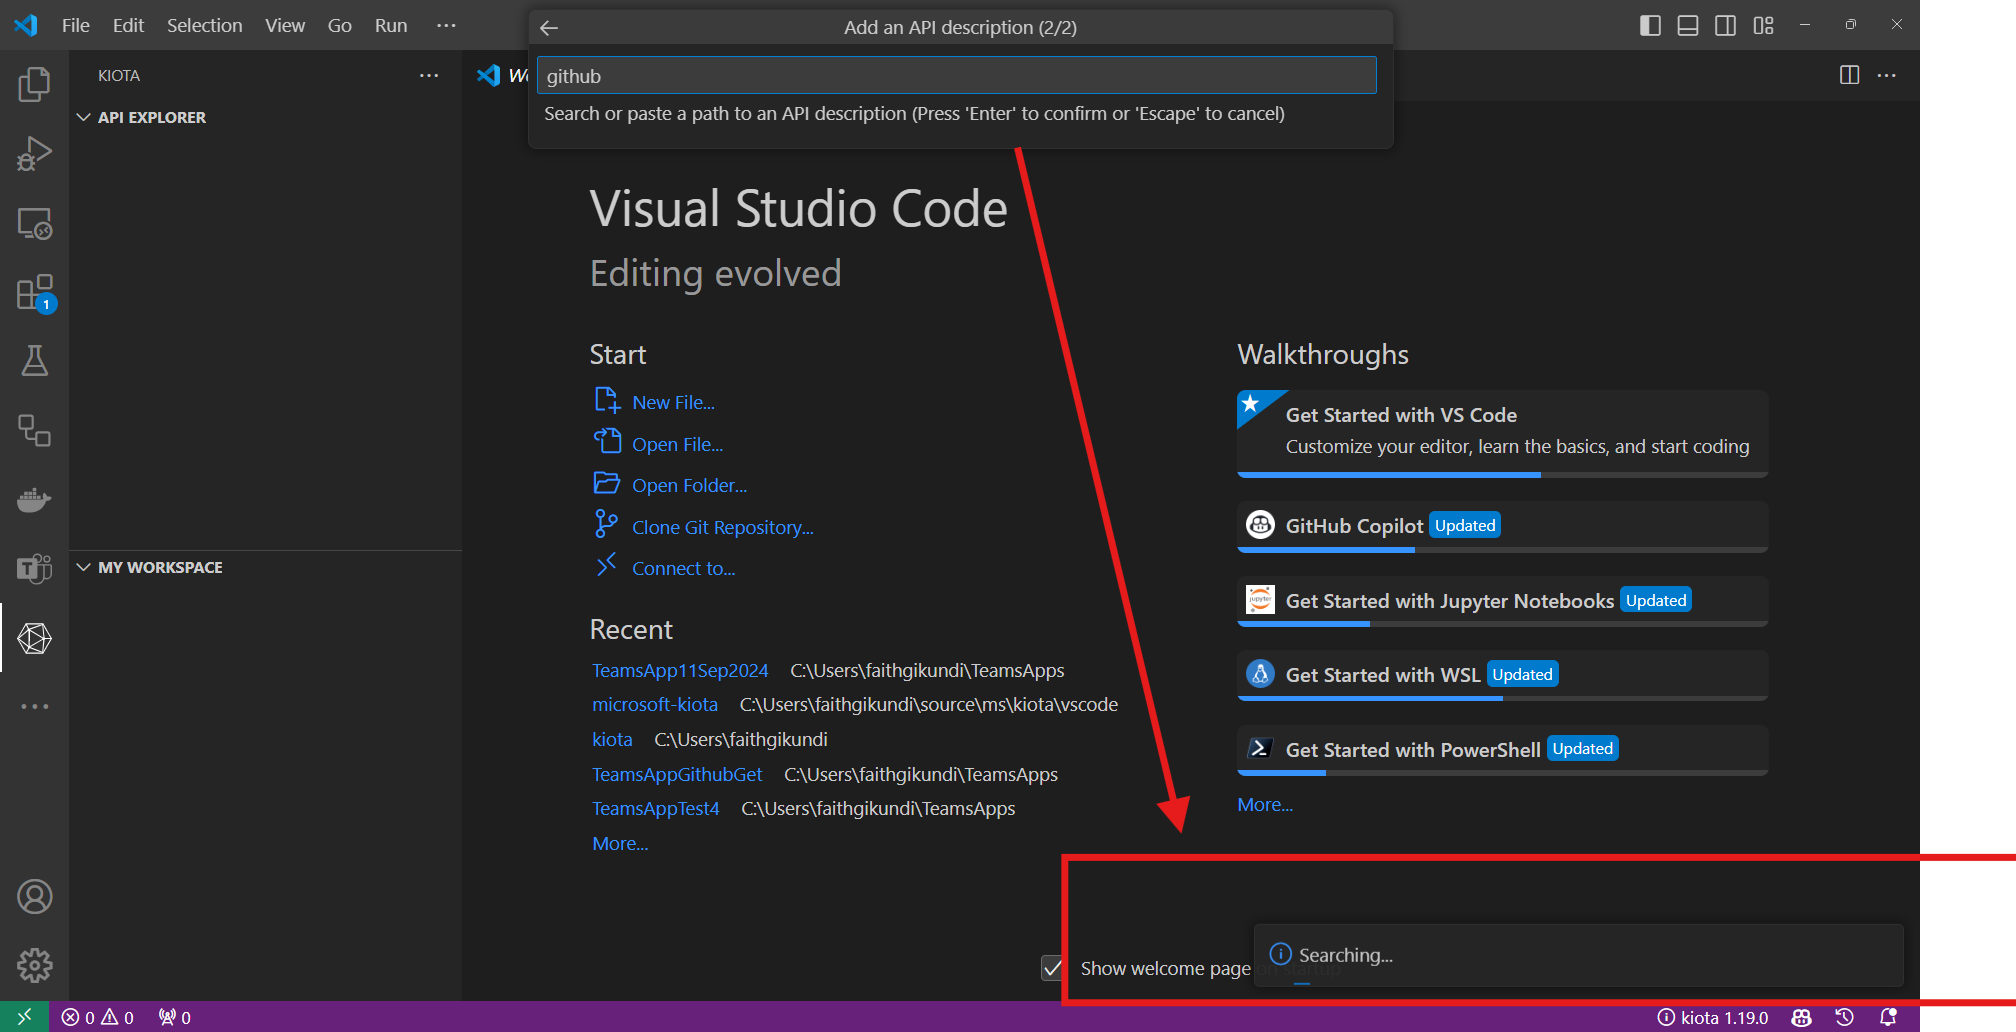 File Edit Selection View Go Run ···
Add an API description (2/2)
github
Search or paste a path to an API description (Press 'Enter' to confirm or 'Escape' to cancel)
KIOTA
API EXPLORER
MY WORKSPACE
1
Visual Studio Code
Editing evolved
Start
New File...
Open File...
Open Folder...
Clone Git Repository...
Connect to...
Recent
TeamsApp11Sep2024 C:\Users\faithgikundi\TeamsApps
microsoft-kiota C:\Users\faithgikundi\source\ms\kiota\vscode
kiota C:\Users\faithgikundi
TeamsAppGithubGet C:\Users\faithgikundi\TeamsApps
TeamsAppTest4 C:\Users\faithgikundi\TeamsApps
More...
Walkthroughs
Get Started with VS Code
Customize your editor, learn the basics, and start coding
GitHub Copilot Updated
jupyter
Get Started with Jupyter Notebooks Updated
Get Started with WSL Updated
Get Started with PowerShell Updated
More...
Show welcome page on startup
Searching...
0 0 0
kiota 1.19.0